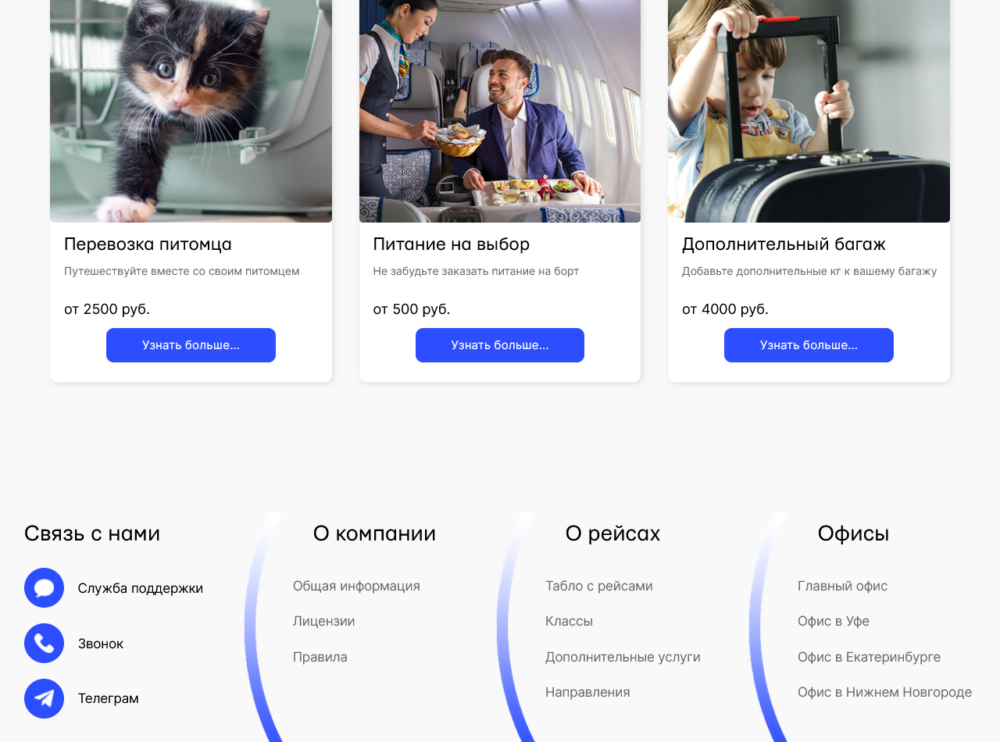 Перевозка питомца
Путешествуйте вместе со своим питомцем
от 2500 руб.
Узнать больше...
Питание на выбор
Не забудьте заказать питание на борт
от 500 руб.
Узнать больше...
Дополнительный багаж
Добавьте дополнительные кг к вашему багажу
от 4000 руб.
Узнать больше...
Связь с нами
Служба поддержки
Звонок
Телеграм
О компании
Общая информация
Лицензии
Правила
О рейсах
Табло с рейсами
Классы
Дополнительные услуги
Направления
Офисы
Главный офис
Офис в Уфе
Офис в Екатеринбурге
Офис в Нижнем Новгороде